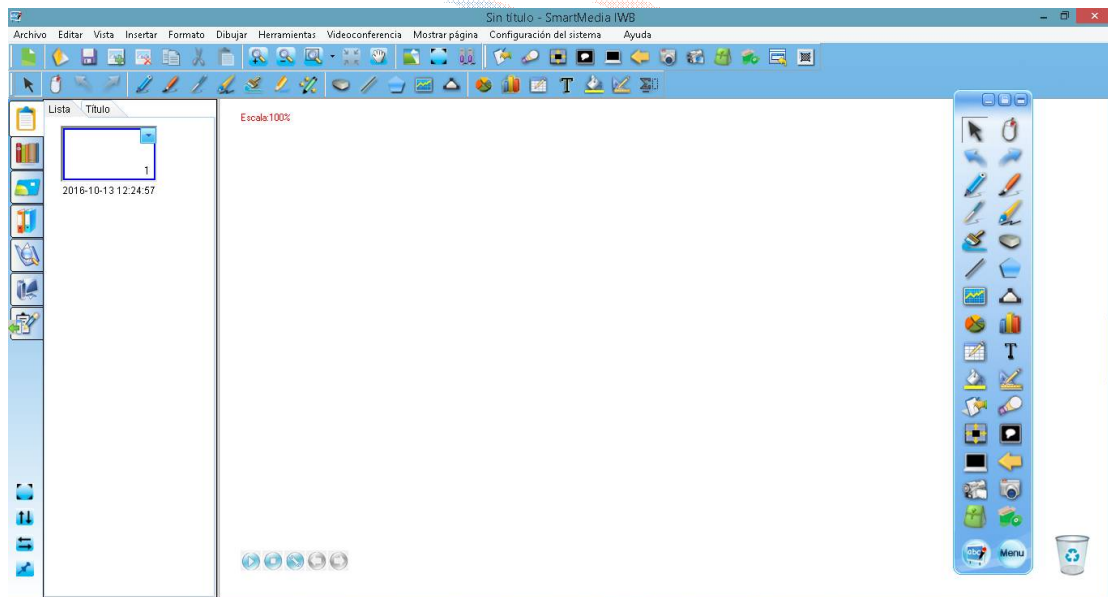 Sin título - SmartMedia IWB
Archivo Editar Vista Insertar Formato Dibujar Herramientas Videoconferencia Mostrar página Configuración del sistema Ayuda
Lista Título
Escala:100%
1
2016-10-13 12:24:57
T
T
abc Menu